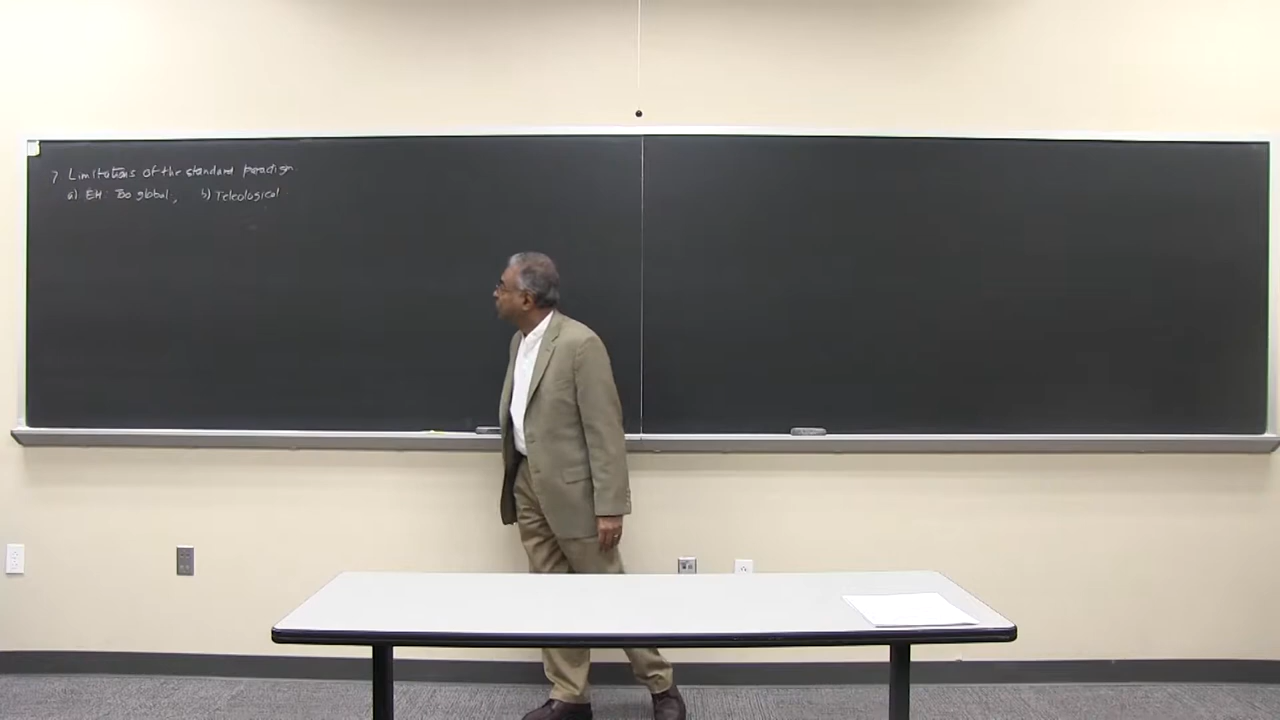 7 Limitations of the standard paradigm.
a) EH: Too global, b) Teleological